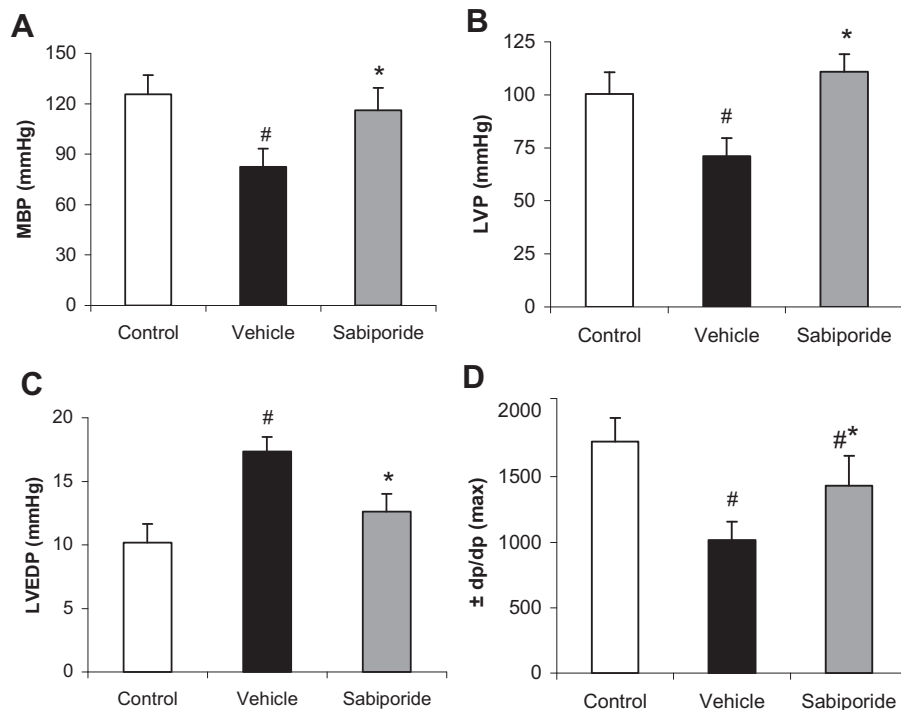 A
MBP (mmHg)
150
120
90
60
30
0
#
*
Control Vehicle Sabiporide
B
LVP (mmHg)
125
100
75
50
25
0
#
*
Control Vehicle Sabiporide
C
LVEDP (mmHg)
20
15
10
5
0
#
*
Control Vehicle Sabiporide
D
± dp/dp (max)
2000
1500
1000
500
0
#
#*
Control Vehicle Sabiporide